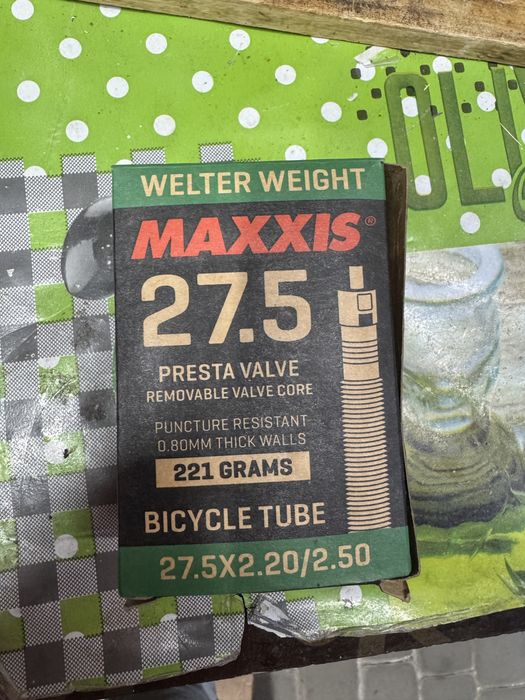 WELTER WEIGHT
MAXXIS®
27.5
PRESTA VALVE
REMOVABLE VALVE CORE
PUNCTURE RESISTANT
0.80MM THICK WALLS
221 GRAMS
BICYCLE TUBE
27.5X2.20/2.50